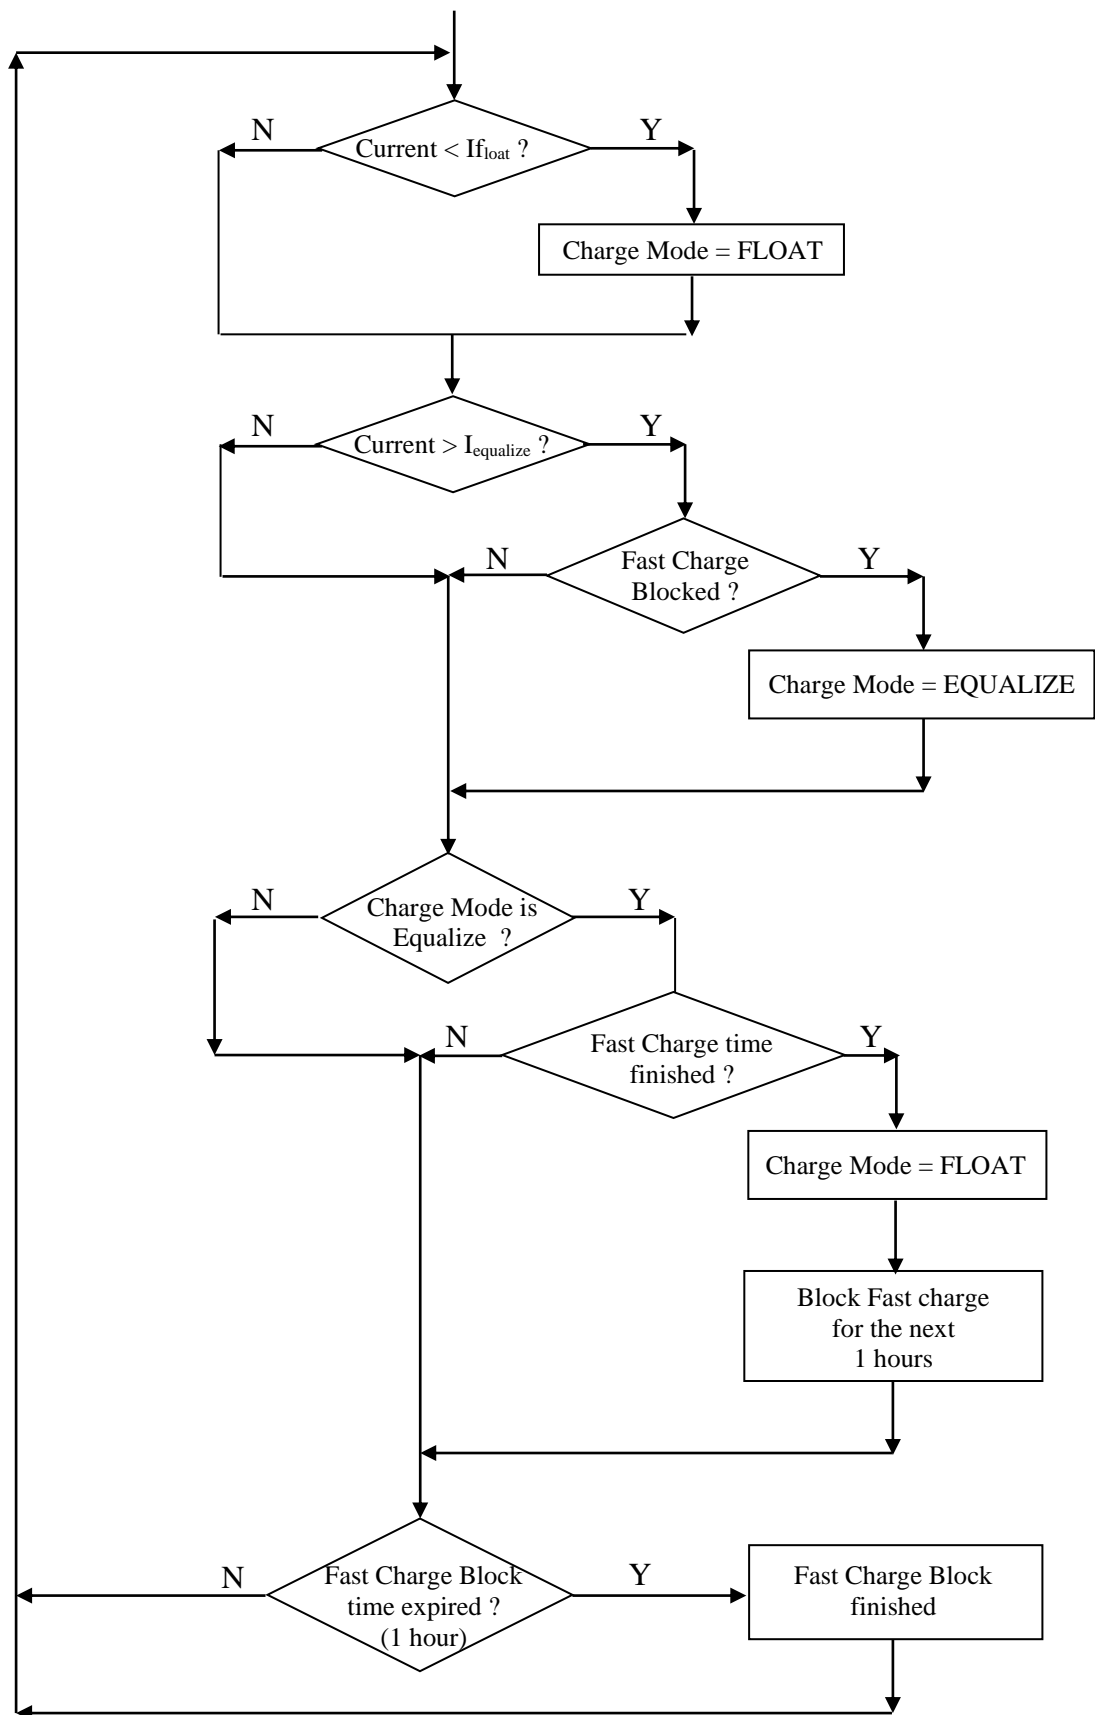 N
Y
Current < Ifloat ?
Charge Mode = FLOAT
N
Y
Current > Iequalize ?
N
Y
Fast Charge
Blocked ?
Charge Mode = EQUALIZE
N
Y
Charge Mode is
Equalize ?
N
Y
Fast Charge time
finished ?
Charge Mode = FLOAT
Block Fast charge
for the next
1 hours
N
Y
Fast Charge Block
time expired ?
(1 hour)
Fast Charge Block
finished